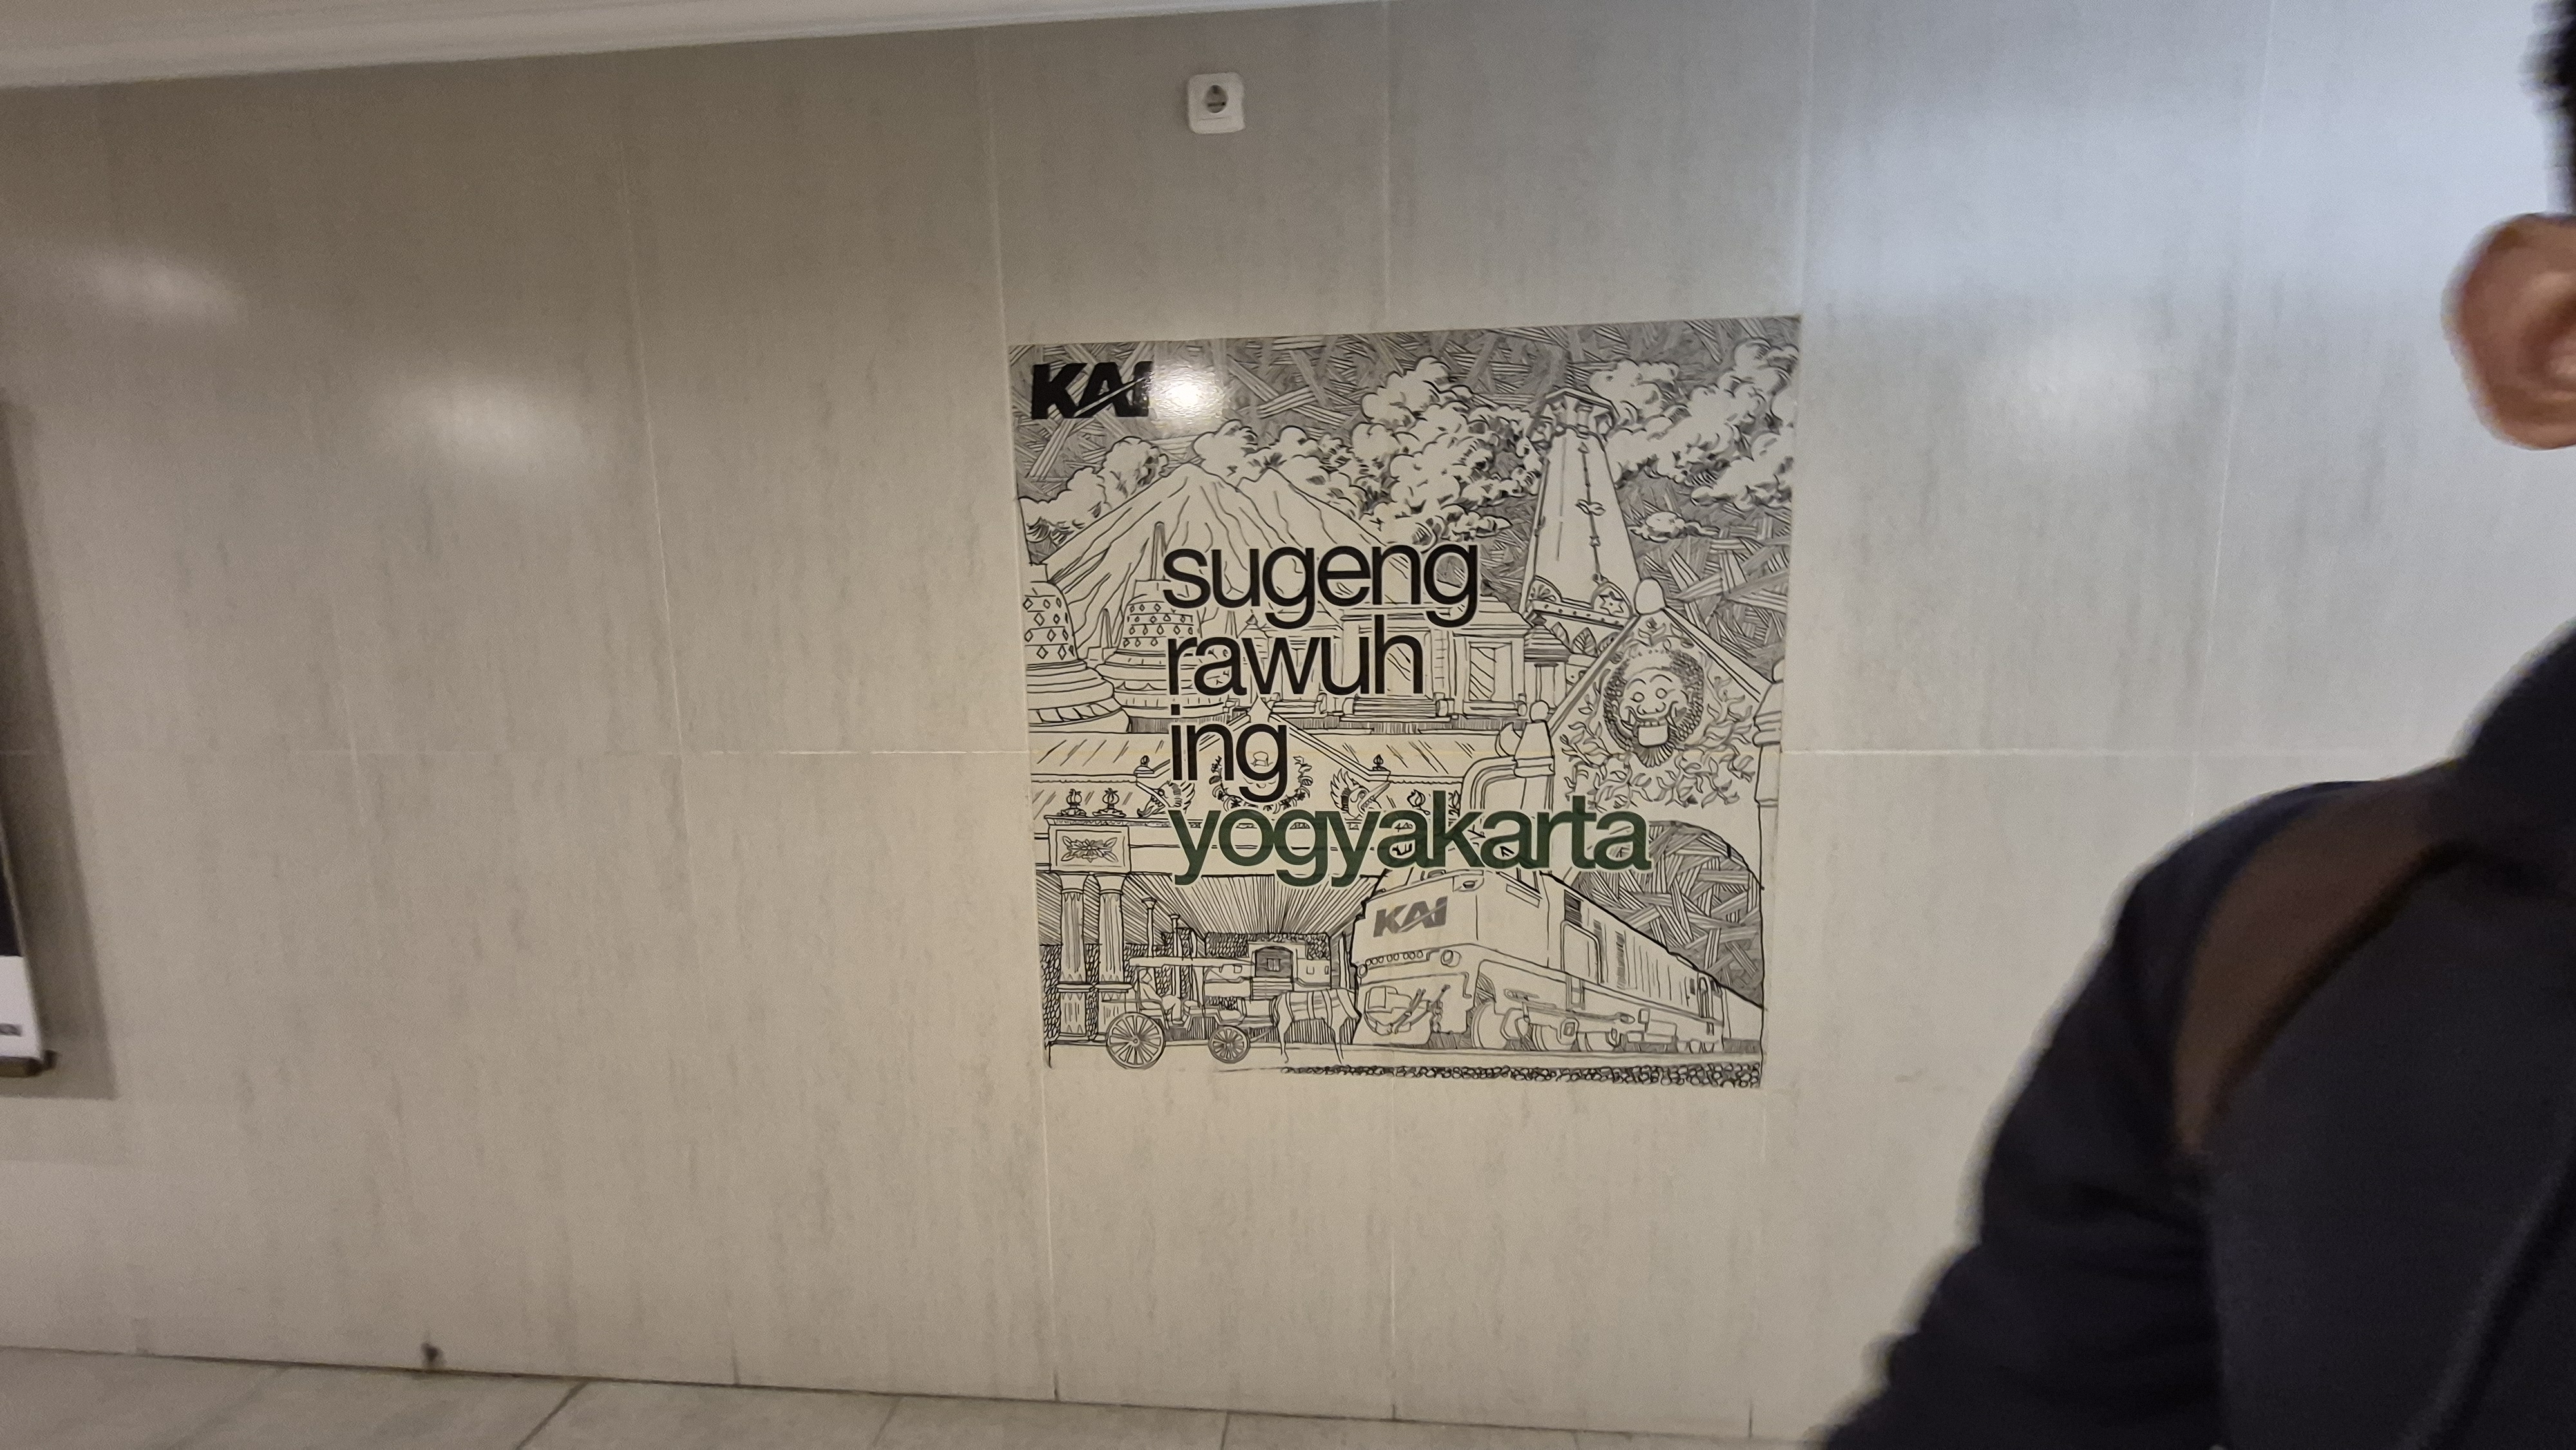 KAI
sugeng
rawuh
ing
yogyakarta
KAI